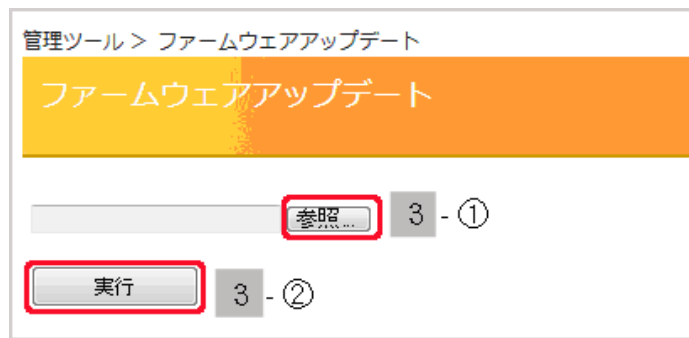 管理ツール > ファームウェアアップデート
ファームウェアアップデート
参照... 3 - ①
実行 3 - ②